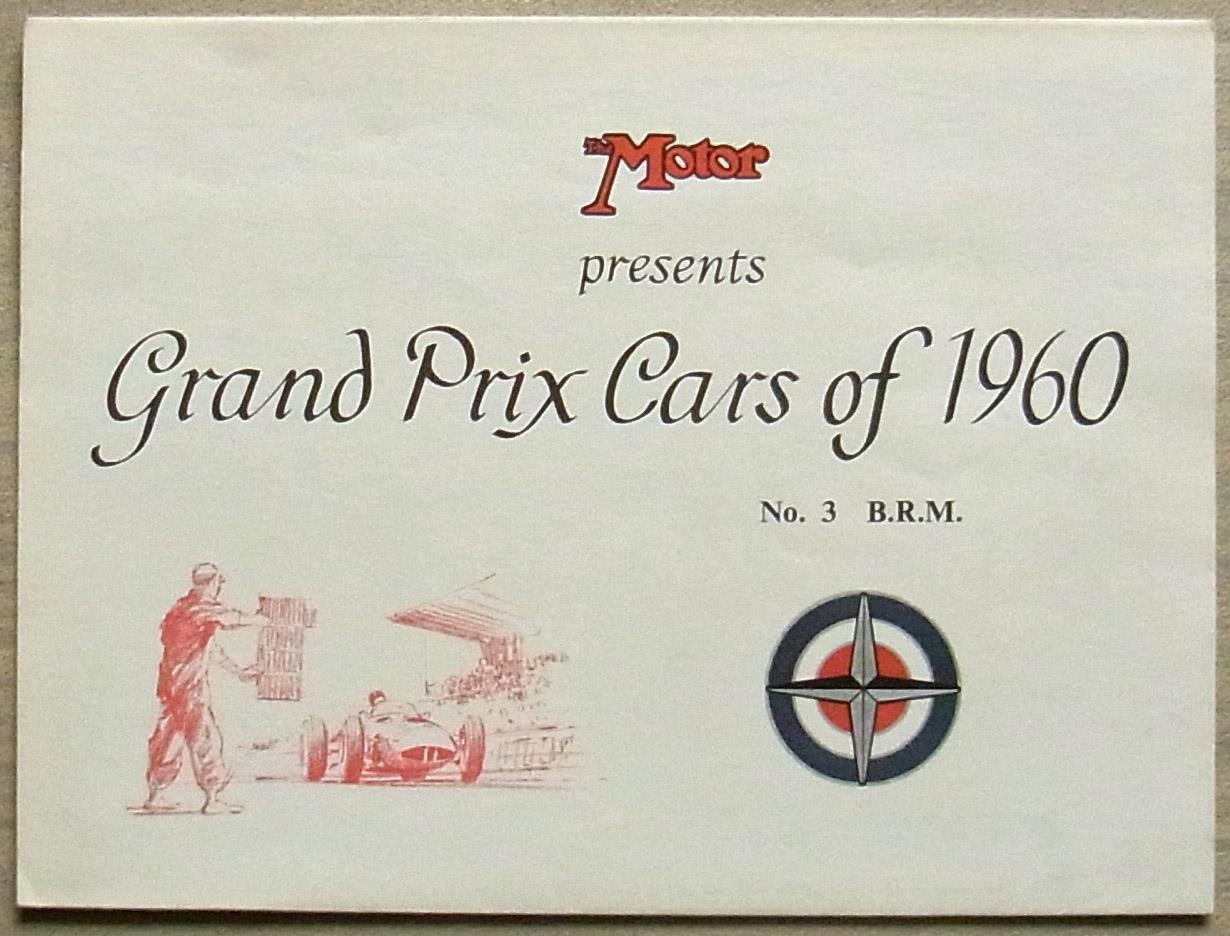 The Motor
presents
Grand Prix Cars of 1960
No. 3 B.R.M.